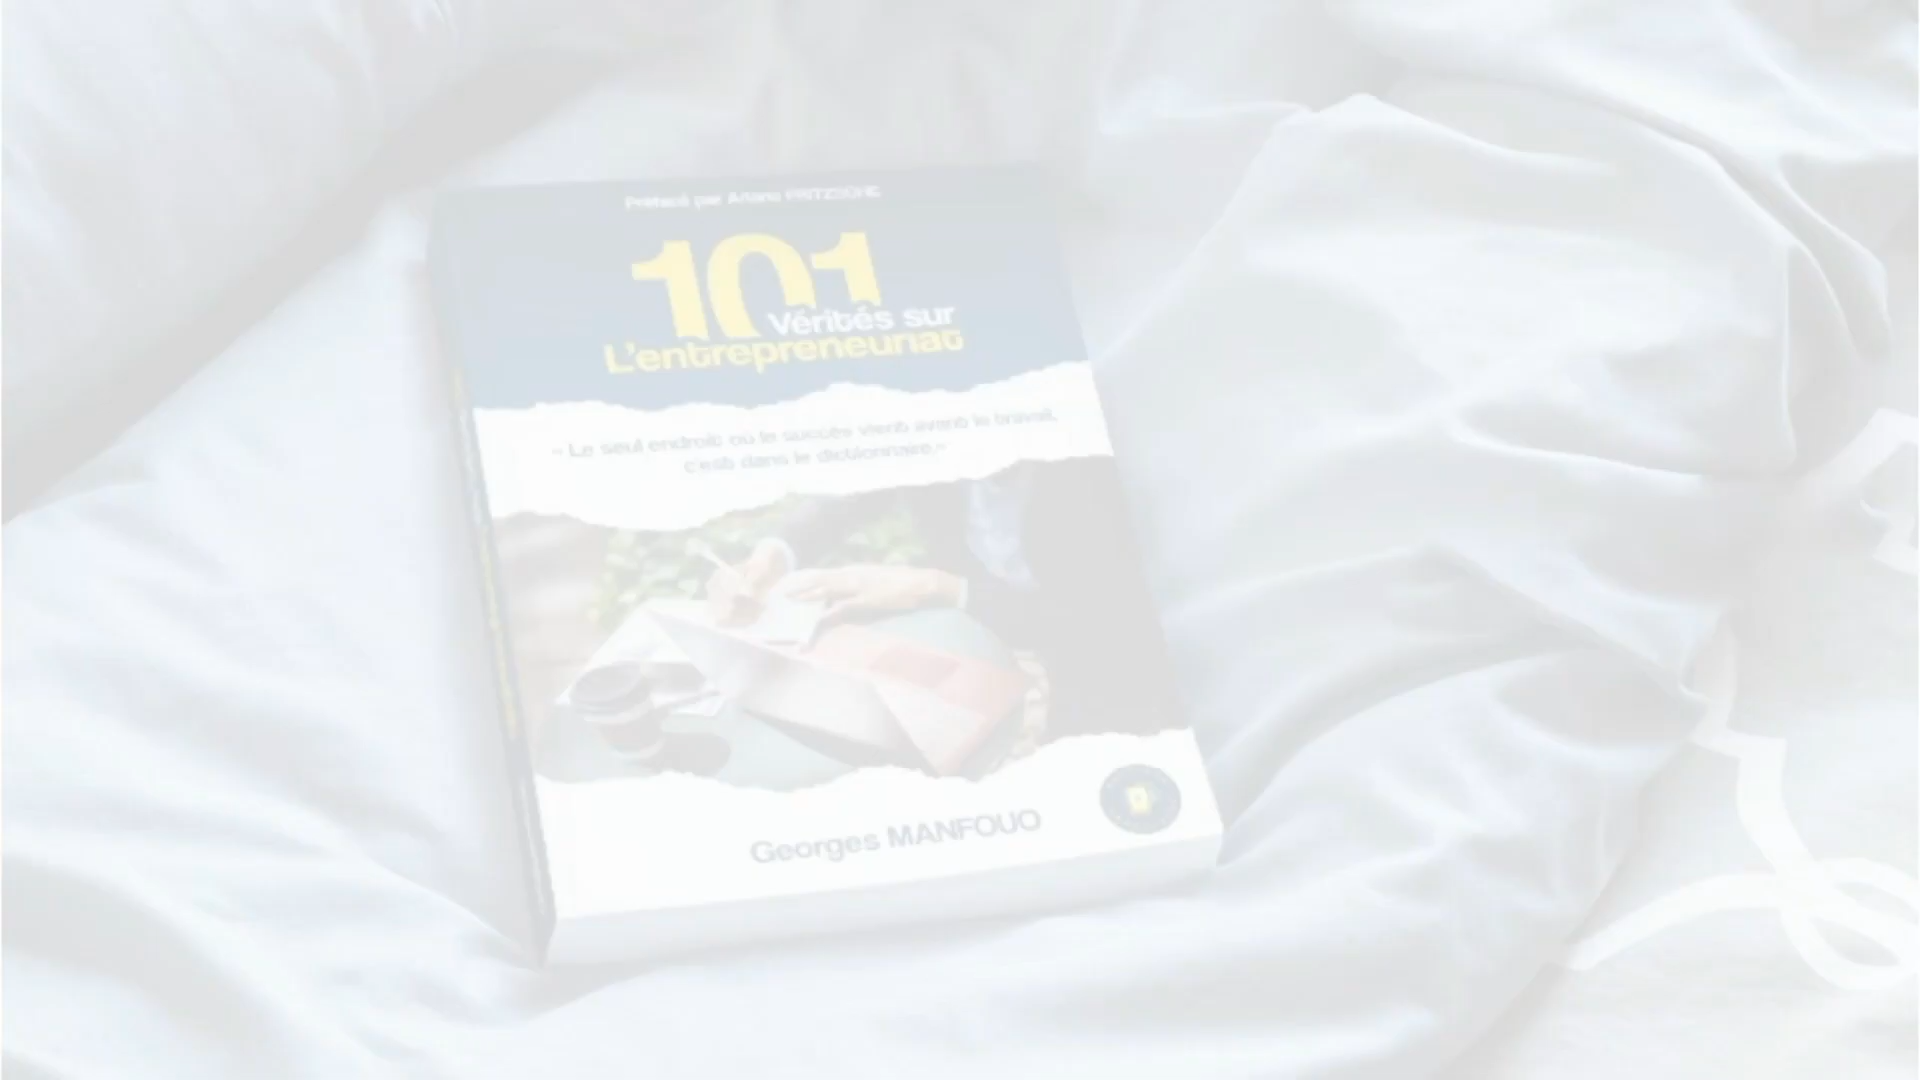 Préfacé par Ariane FRITZSCHE
101
Vérités sur
L'entrepreneuriat
" Le seul endroit où le succès vient avant le travail,
c'est dans le dictionnaire."
Georges MANFOUO